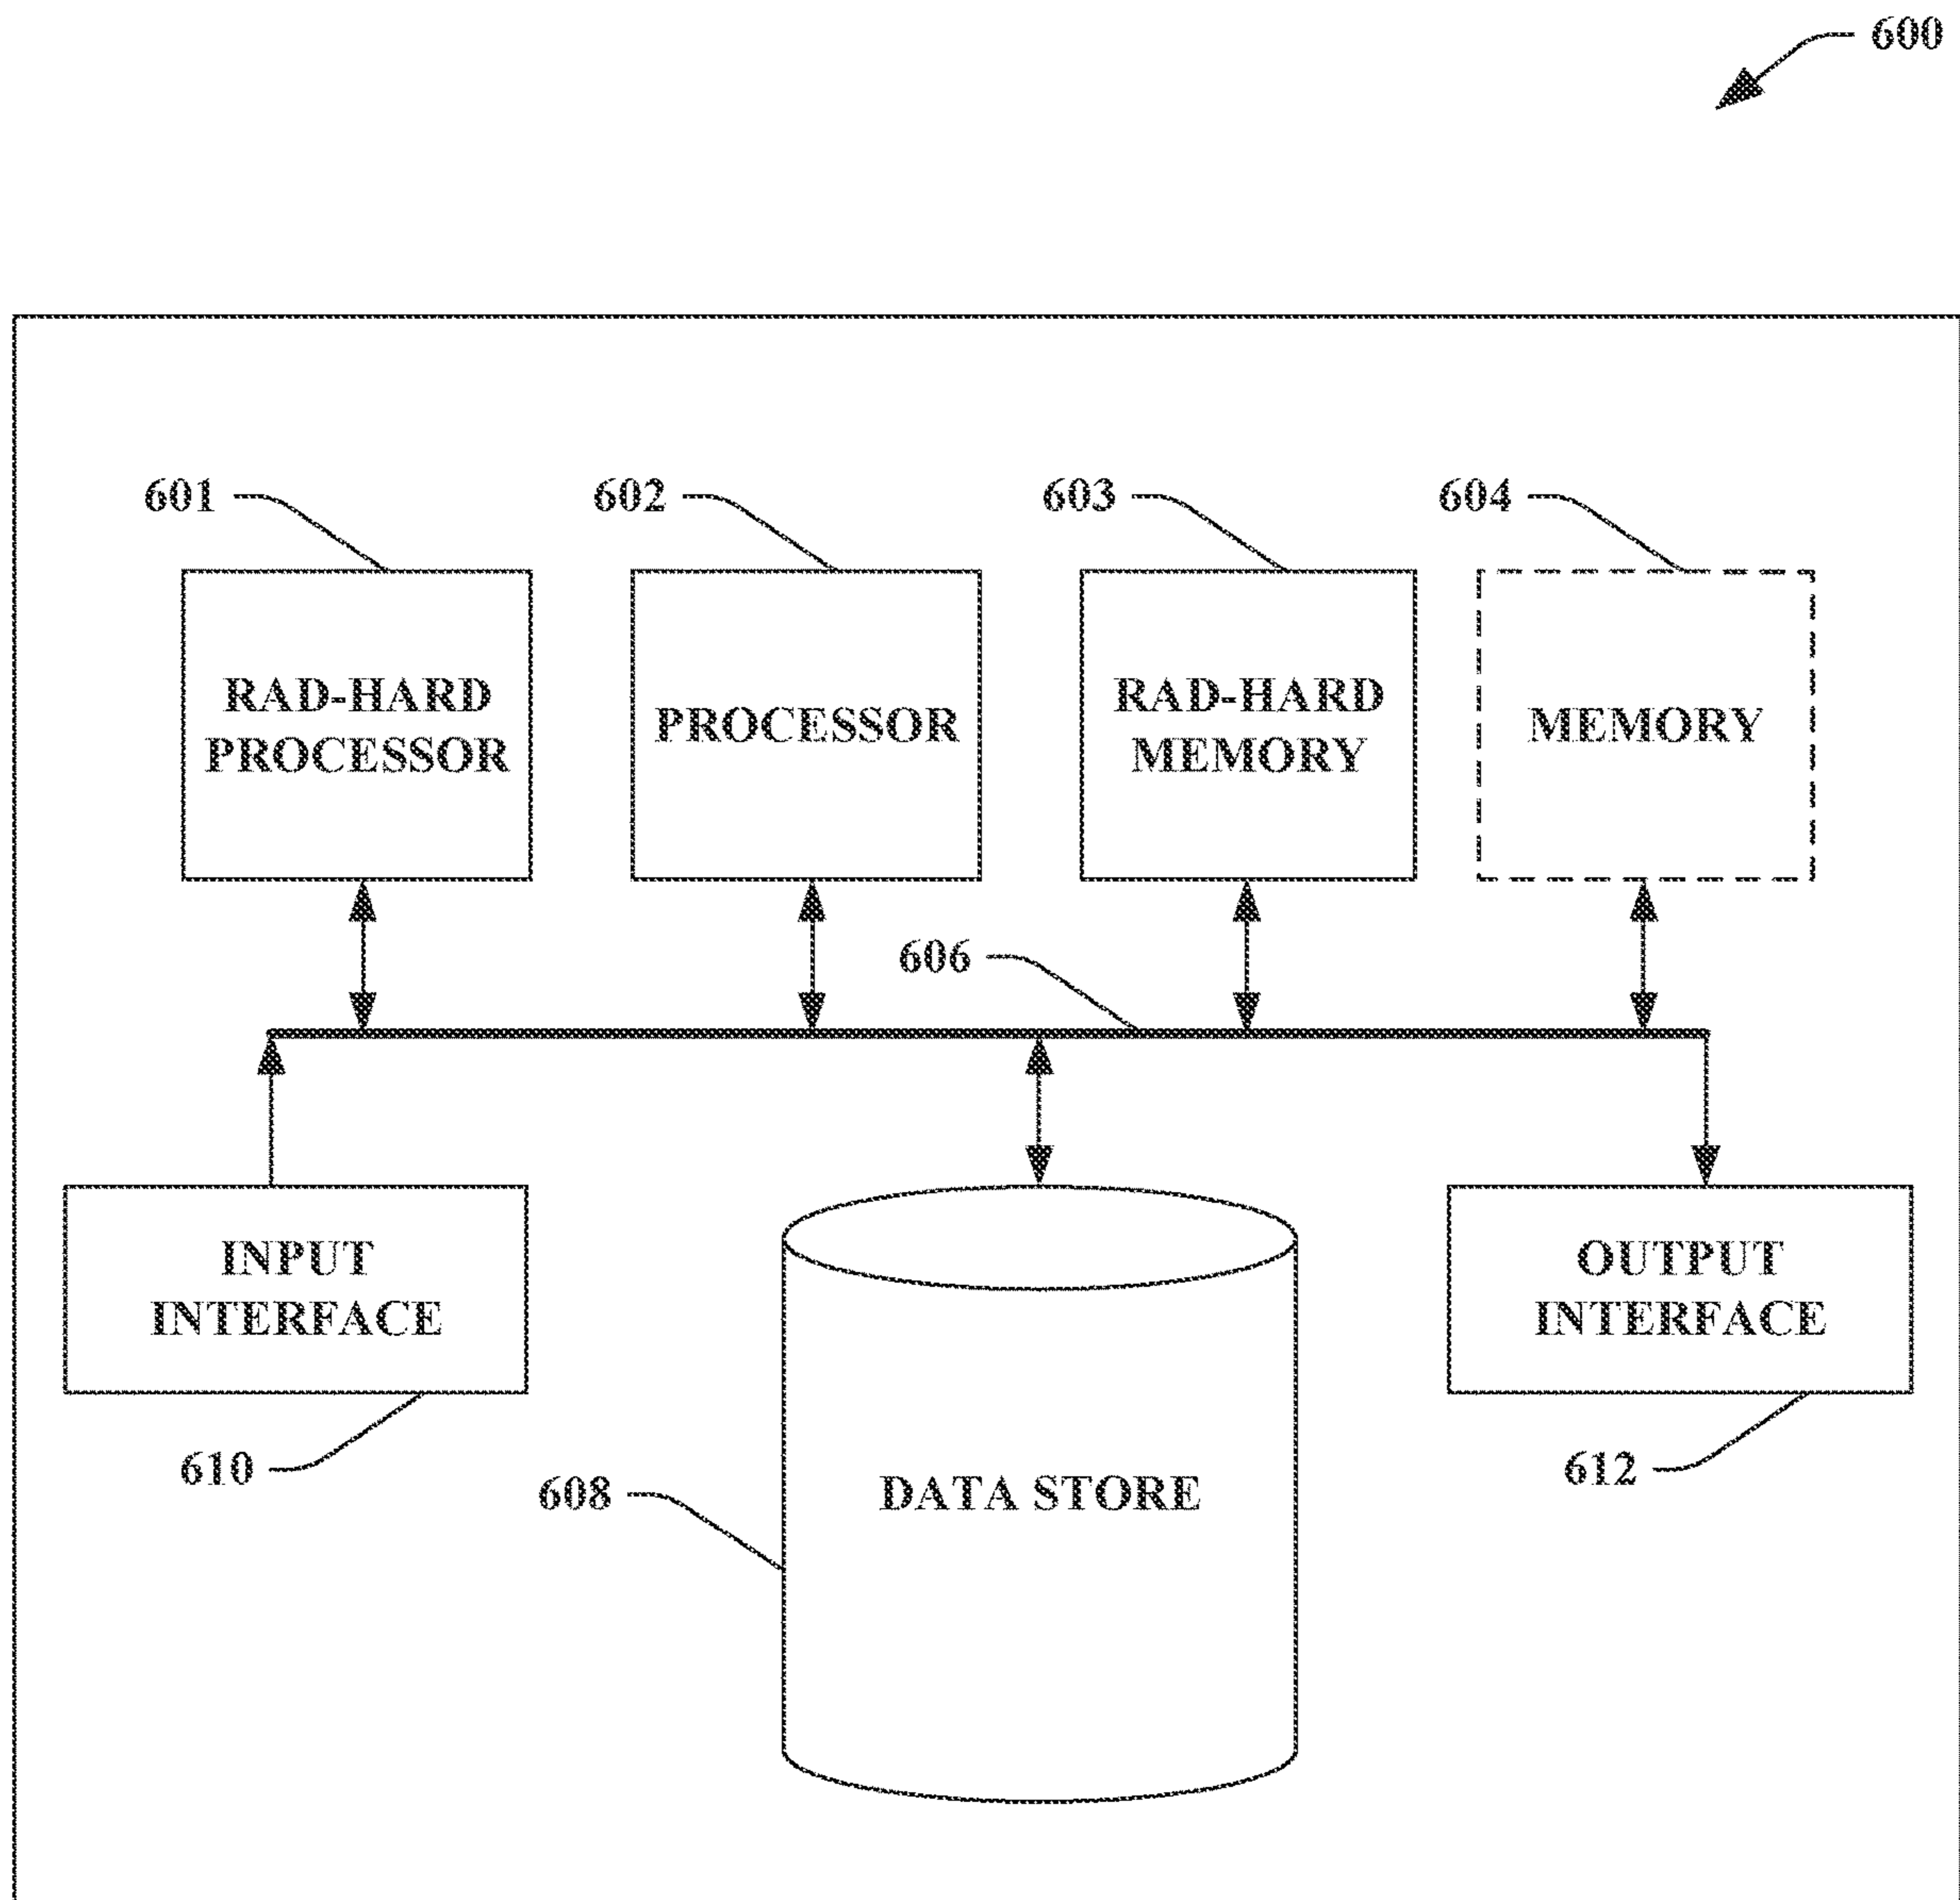 600
601
602
603
604
RAD-HARD
PROCESSOR
PROCESSOR
RAD-HARD
MEMORY
MEMORY
606
INPUT
INTERFACE
OUTPUT
INTERFACE
610
608
DATA STORE
612